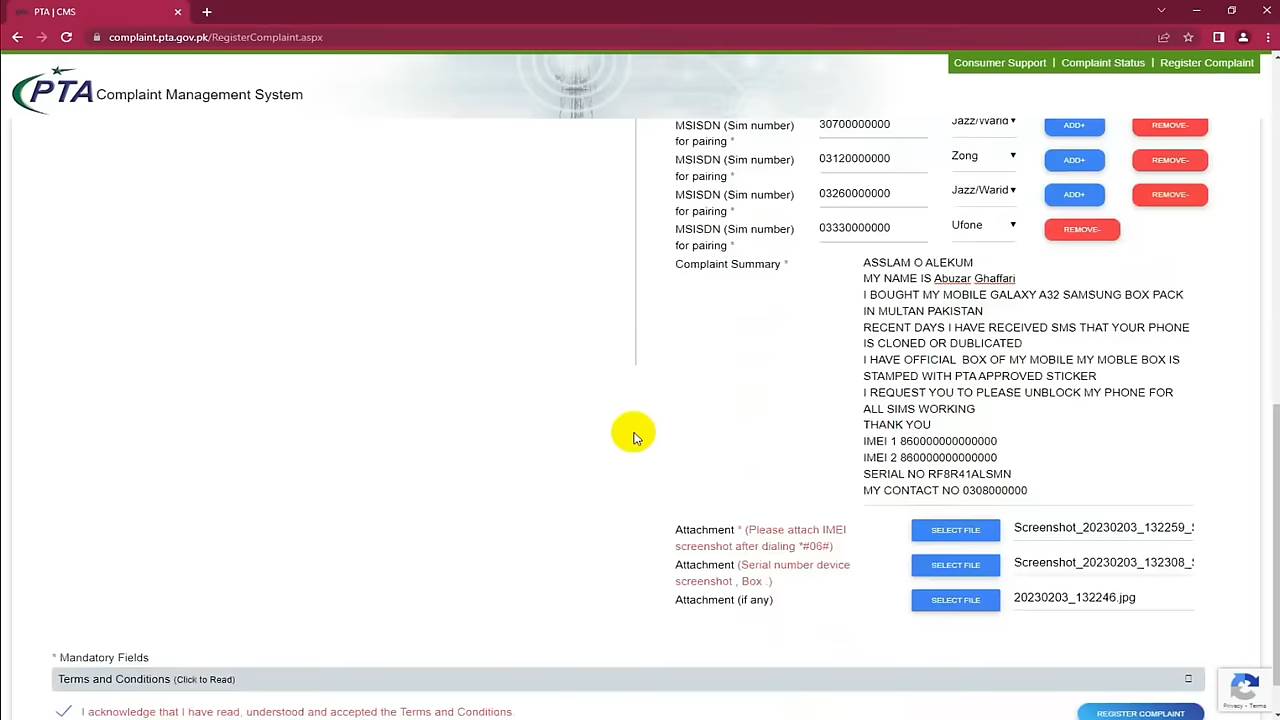 PTA | CMS
complaint.pta.gov.pk/RegisterComplaint.aspx
Consumer Support | Complaint Status | Register Complaint
PTA Complaint Management System
MSISDN (Sim number) 30700000000 Jazz/Warid ADD+ REMOVE-
for pairing *
MSISDN (Sim number) 03120000000 Zong ADD+ REMOVE-
for pairing *
MSISDN (Sim number) 03260000000 Jazz/Warid ADD+ REMOVE-
for pairing *
MSISDN (Sim number) 03330000000 Ufone REMOVE-
for pairing *
Complaint Summary *
ASSLAM O ALEKUM
MY NAME IS Abuzar Ghaffari
I BOUGHT MY MOBILE GALAXY A32 SAMSUNG BOX PACK
IN MULTAN PAKISTAN
RECENT DAYS I HAVE RECEIVED SMS THAT YOUR PHONE
IS CLONED OR DUBLICATED
I HAVE OFFICIAL BOX OF MY MOBILE MY MOBLE BOX IS
STAMPED WITH PTA APPROVED STICKER
I REQUEST YOU TO PLEASE UNBLOCK MY PHONE FOR
ALL SIMS WORKING
THANK YOU
IMEI 1 860000000000000
IMEI 2 860000000000000
SERIAL NO RF8R41ALSMN
MY CONTACT NO 0308000000
Attachment * (Please attach IMEI SELECT FILE Screenshot_20230203_132259_S
screenshot after dialing *#06#)
Attachment (Serial number device SELECT FILE Screenshot_20230203_132308_S
screenshot , Box .)
Attachment (if any) SELECT FILE 20230203_132246.jpg
* Mandatory Fields
Terms and Conditions (Click to Read)
I acknowledge that I have read, understood and accepted the Terms and Conditions
REGISTER COMPLAINT
Privacy - Terms